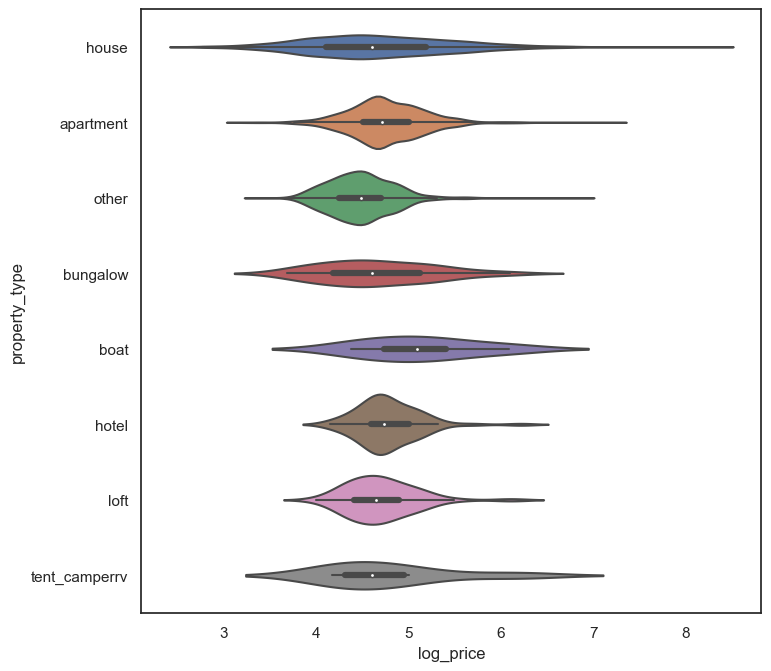 house
apartment
other
bungalow
boat
hotel
loft
tent_camperrv
property_type
3 4 5 6 7 8
log_price